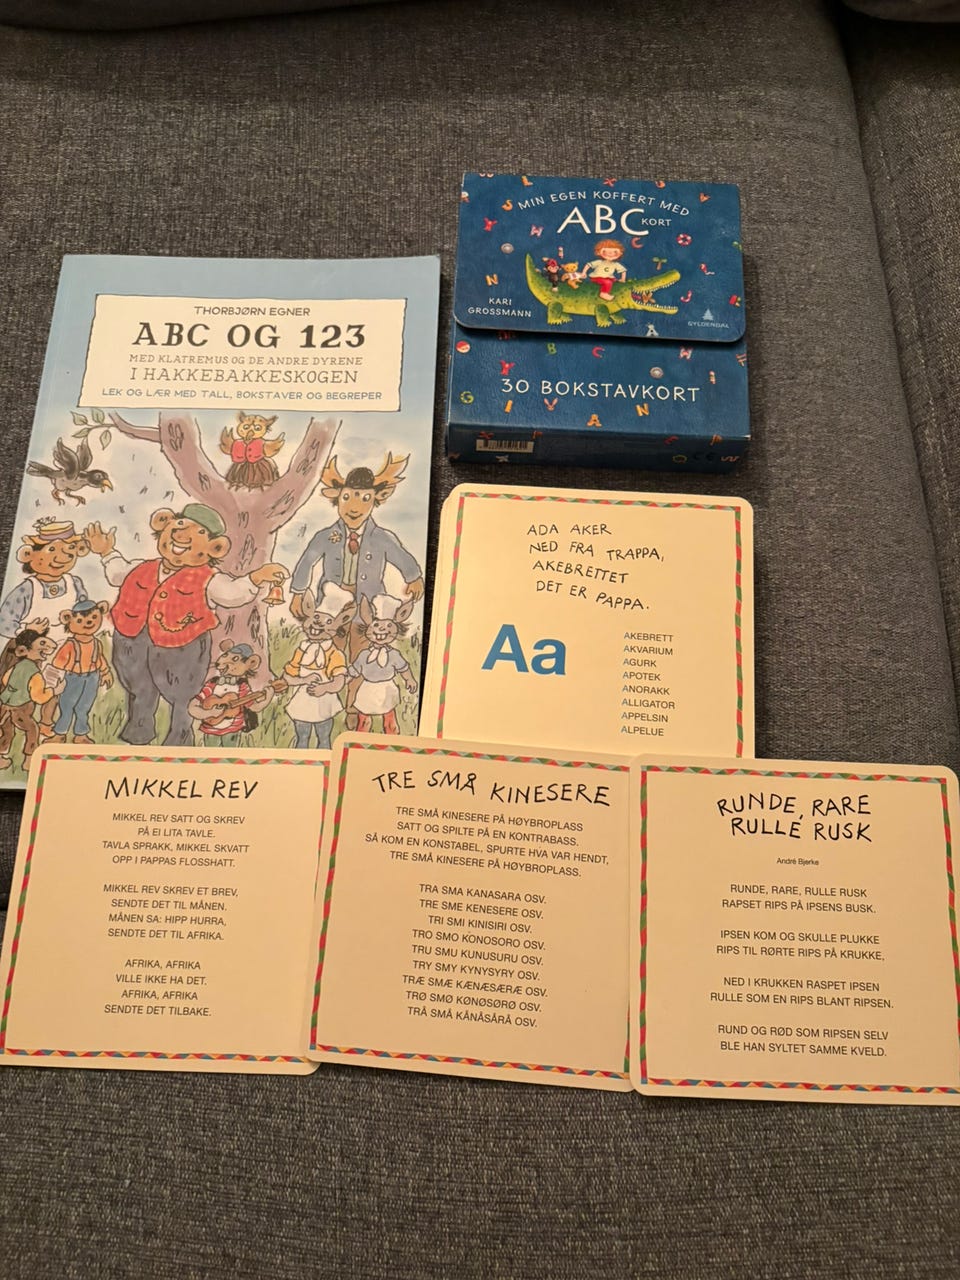 THORBJØRN EGNER
ABC OG 123
MED KLATREMUS OG DE ANDRE DYRENE
I HAKKEBAKKESKOGEN
LEK OG LÆR MED TALL, BOKSTAVER OG BEGREPER
MIN EGEN KOFFERT MED
ABC KORT
KARI
GROSSMANN
GYLDENDAL
30 BOKSTAVKORT
ADA AKER
NED FRA TRAPPA,
AKEBRETTET
DET ER PAPPA.
Aa
AKEBRETT
AKVARIUM
AGURK
APOTEK
ANORAKK
ALLIGATOR
APPELSIN
ALPELUE
MIKKEL REV
MIKKEL REV SATT OG SKREV
PÅ EI LITA TAVLE.
TAVLA SPRAKK, MIKKEL SKVATT
OPP I PAPPAS FLOSSHATT.
MIKKEL REV SKREV ET BREV,
SENDTE DET TIL MÅNEN.
MÅNEN SA: HIPP HURRA,
SENDTE DET TIL AFRIKA.
AFRIKA, AFRIKA
VILLE IKKE HA DET.
AFRIKA, AFRIKA
SENDTE DET TILBAKE.
TRE SMÅ KINESERE
TRE SMÅ KINESERE PÅ HØYBROPLASS
SATT OG SPILTE PÅ EN KONTRABASS.
SÅ KOM EN KONSTABEL, SPURTE HVA VAR HENDT,
TRE SMÅ KINESERE PÅ HØYBROPLASS.
TRA SMA KANASARA OSV.
TRE SME KENESERE OSV.
TRI SMI KINISIRI OSV.
TRO SMO KONOSORO OSV.
TRU SMU KUNUSURU OSV.
TRY SMY KYNYSYRY OSV.
TRÆ SMÆ KÆNÆSÆRÆ OSV.
TRØ SMØ KØNØSØRØ OSV.
TRÅ SMÅ KÅNÅSÅRÅ OSV.
RUNDE, RARE
RULLE RUSK
André Bjerke
RUNDE, RARE, RULLE RUSK
RAPSET RIPS PÅ IPSENS BUSK.
IPSEN KOM OG SKULLE PLUKKE
RIPS TIL RØRTE RIPS PÅ KRUKKE,
NED I KRUKKEN RASPET IPSEN
RULLE SOM EN RIPS BLANT RIPSEN.
RUND OG RØD SOM RIPSEN SELV
BLE HAN SYLTET SAMME KVELD.